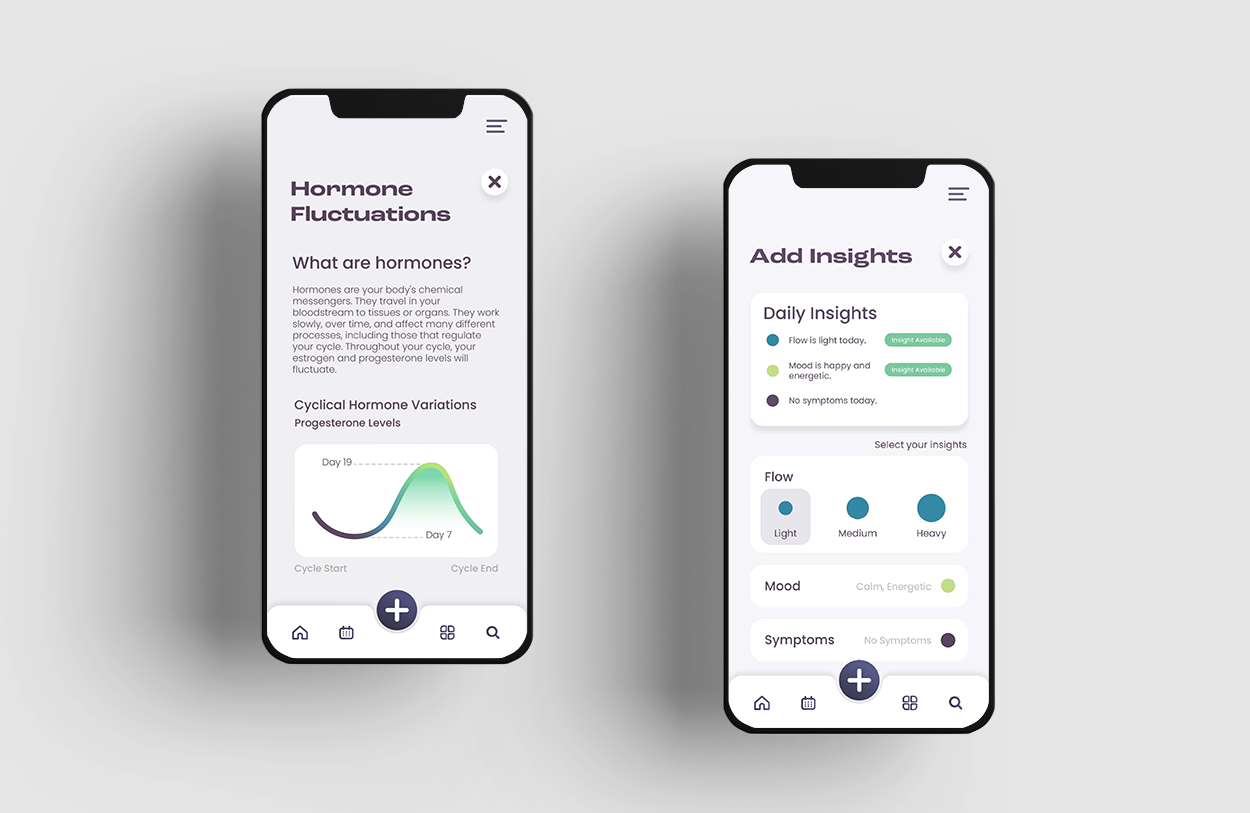 Hormone
Fluctuations
What are hormones?
Hormones are your body's chemical
messengers. They travel in your
bloodstream to tissues or organs. They work
slowly, over time, and affect many different
processes, including those that regulate
your cycle. Throughout your cycle, your
estrogen and progesterone levels will
fluctuate.
Cyclical Hormone Variations
Progesterone Levels
Day 19
Day 7
Cycle Start Cycle End
Add Insights
Daily Insights
Flow is light today. Insight Available
Mood is happy and Insight Available
energetic.
No symptoms today.
Select your insights
Flow
Light Medium Heavy
Mood Calm, Energetic
Symptoms No Symptoms